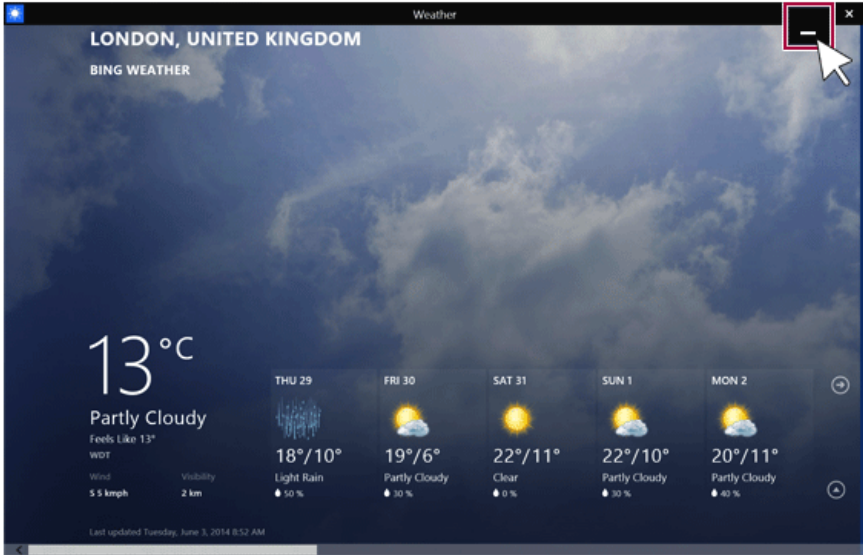 Weather
LONDON, UNITED KINGDOM
BING WEATHER
13°C
Partly Cloudy
Feels Like 13°
WDT
Wind
Visibility
S 5 kmph
2 km
THU 29
18°/10°
Light Rain
50 %
FRI 30
19°/6°
Partly Cloudy
30 %
SAT 31
22°/11°
Clear
0 %
SUN 1
22°/10°
Partly Cloudy
30 %
MON 2
20°/11°
Partly Cloudy
40 %
Last updated Tuesday, June 3, 2014 8:52 AM